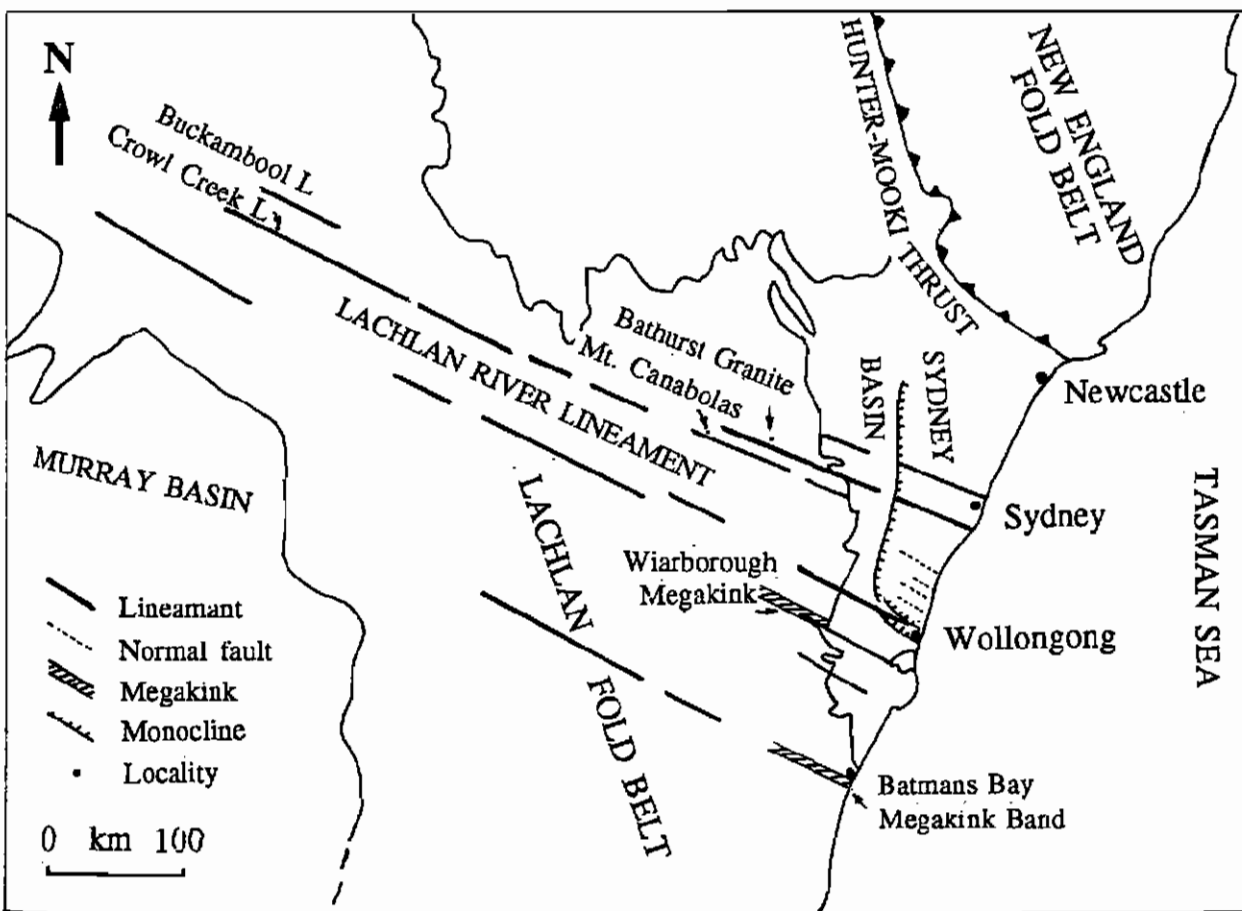 N
Buckambool L
Crowl Creek L
HUNTER-MOOKI THRUST
NEW ENGLAND
FOLD BELT
LACHLAN RIVER LINEAMENT
Bathurst Granite
Mt. Canabolas
SYDNEY
BASIN
Newcastle
Sydney
Wollongong
TASMAN SEA
MURRAY BASIN
LACHLAN FOLD BELT
Wiarborough
Megakink
Batmans Bay
Megakink Band
Lineamant
Normal fault
Megakink
Monocline
Locality
0 km 100